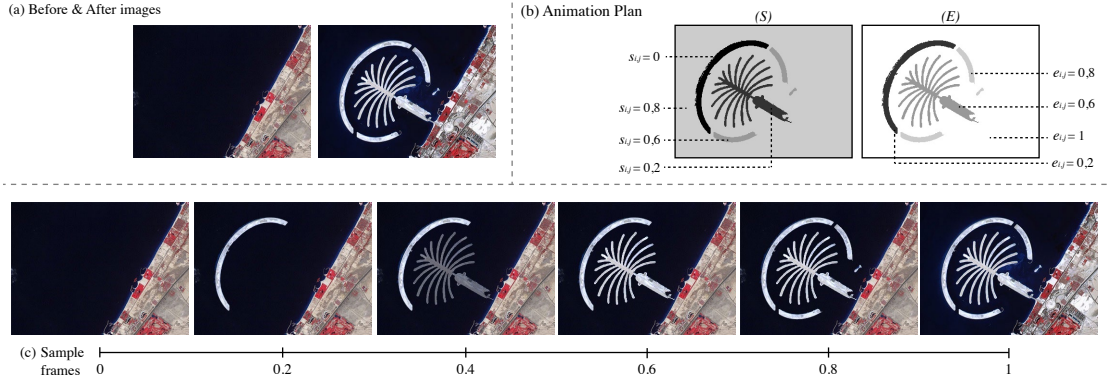 (a) Before & After images
(b) Animation Plan
(S)
(E)
si,j = 0
si,j = 0,8
si,j = 0,6
si,j = 0,2
ei,j = 0,8
ei,j = 0,6
ei,j = 1
ei,j = 0,2
(c) Sample
frames
0
0.2
0.4
0.6
0.8
1